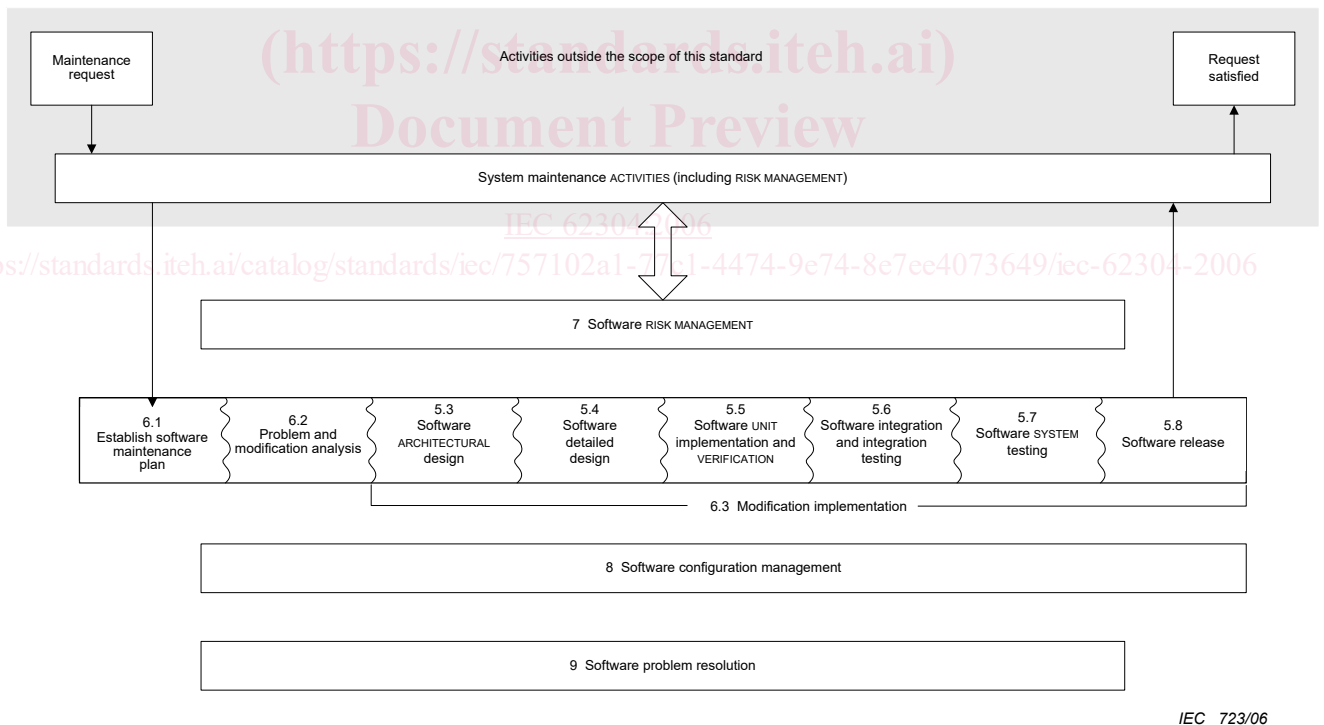 (https://standards.iteh.ai)
Document Preview
Maintenance
request
Activities outside the scope of this standard
Request
satisfied
System maintenance ACTIVITIES (including RISK MANAGEMENT)
IEC 62304:2006
ps://standards.iteh.ai/catalog/standards/iec/757102a1-77c1-4474-9e74-8e7ee4073649/iec-62304-2006
7 Software RISK MANAGEMENT
6.1
Establish software
maintenance
plan
6.2
Problem and
modification analysis
5.3
Software
ARCHITECTURAL
design
5.4
Software
detailed
design
5.5
Software UNIT
implementation and
VERIFICATION
5.6
Software integration
and integration
testing
5.7
Software SYSTEM
testing
5.8
Software release
6.3 Modification implementation
8 Software configuration management
9 Software problem resolution
IEC 723/06